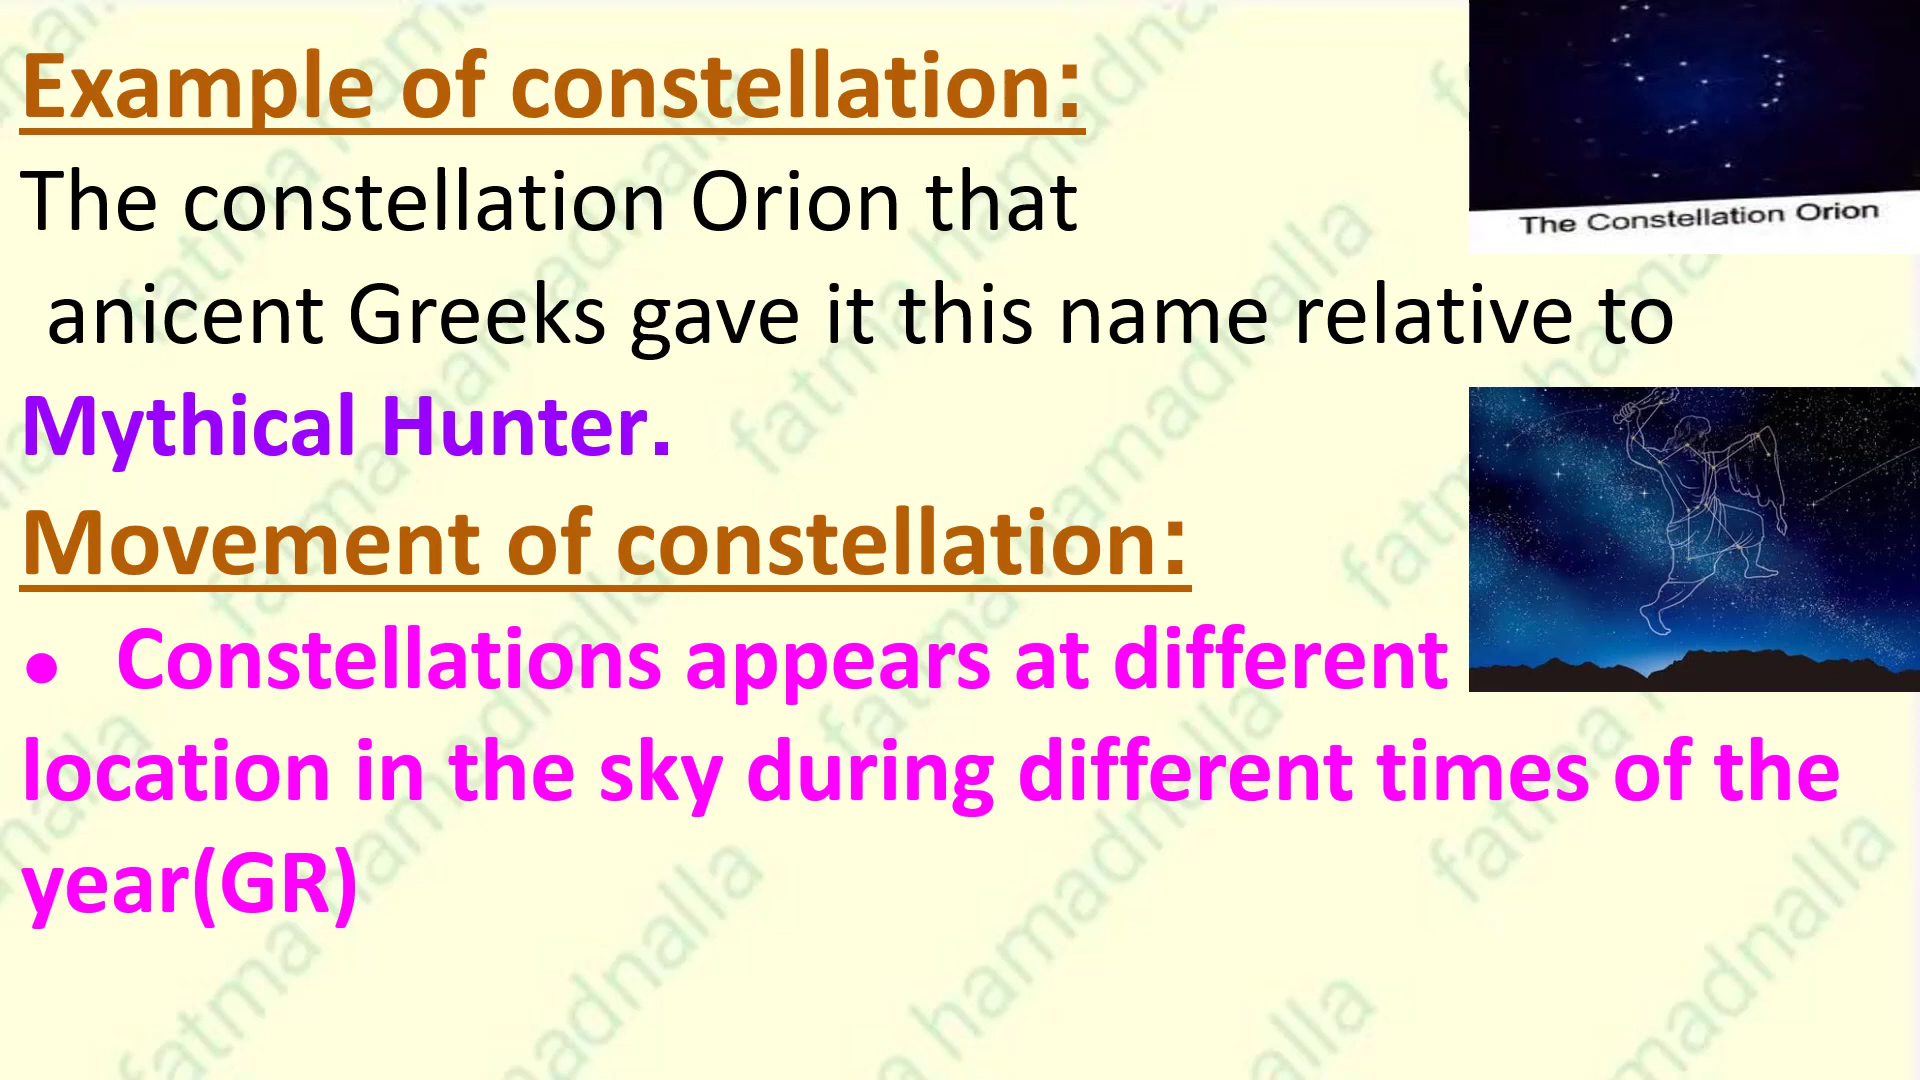 Example of constellation:
The constellation Orion that
anicent Greeks gave it this name relative to
Mythical Hunter.
Movement of constellation:
• Constellations appears at different
location in the sky during different times of the
year(GR)
The Constellation Orion
fatma hamadnalla